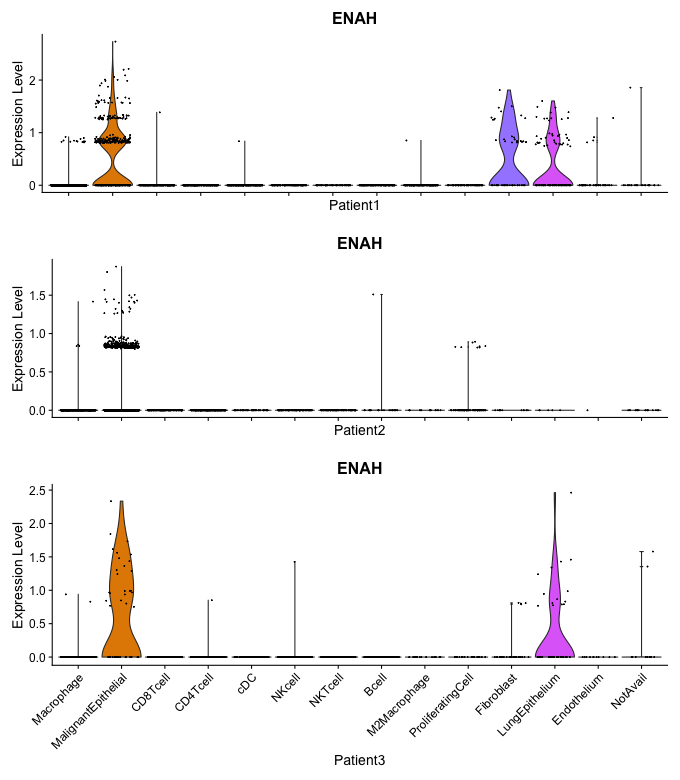 ENAH
Expression Level
2
1
0
Patient1
ENAH
Expression Level
1.5
1.0
0.5
0.0
Patient2
ENAH
Expression Level
2.5
2.0
1.5
1.0
0.5
0.0
Macrophage
MalignantEpithelial
CD8Tcell
CD4Tcell
cDC
NKcell
NKTcell
Bcell
M2Macrophage
ProliferatingCell
Fibroblast
LungEpithelium
Endothelium
NotAvail
Patient3